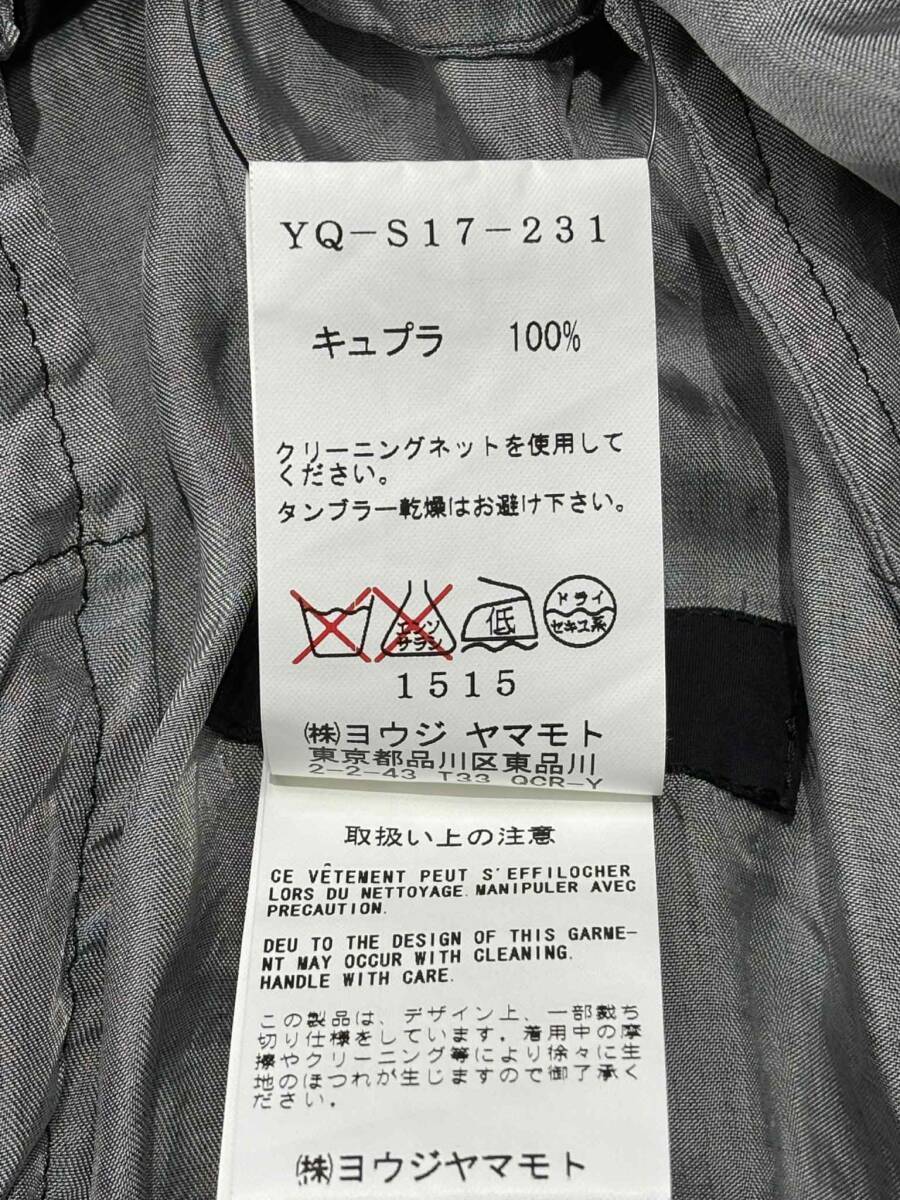 YQ-S17-231
キュプラ 100%
クリーニングネットを使用して
ください。
タンブラー乾燥はお避け下さい。
エンソ
サラシ
低
ドライ
セキユ系
1515
㈱ヨウジ ヤマモト
東京都品川区東品川
2-2-43 T33 QCR-Y
取扱い上の注意
CE VÊTEMENT PEUT S'EFFILOCHER
LORS DU NETTOYAGE. MANIPULER AVEC
PRECAUTION.
DEU TO THE DESIGN OF THIS GARME-
NT MAY OCCUR WITH CLEANING.
HANDLE WITH CARE.
この製品は、デザイン上、一部裁ち
切り仕様をしています。着用中の摩
擦やクリーニング等により徐々に生
地のほつれが生じますので御了承く
ださい。
㈱ヨウジヤマモト